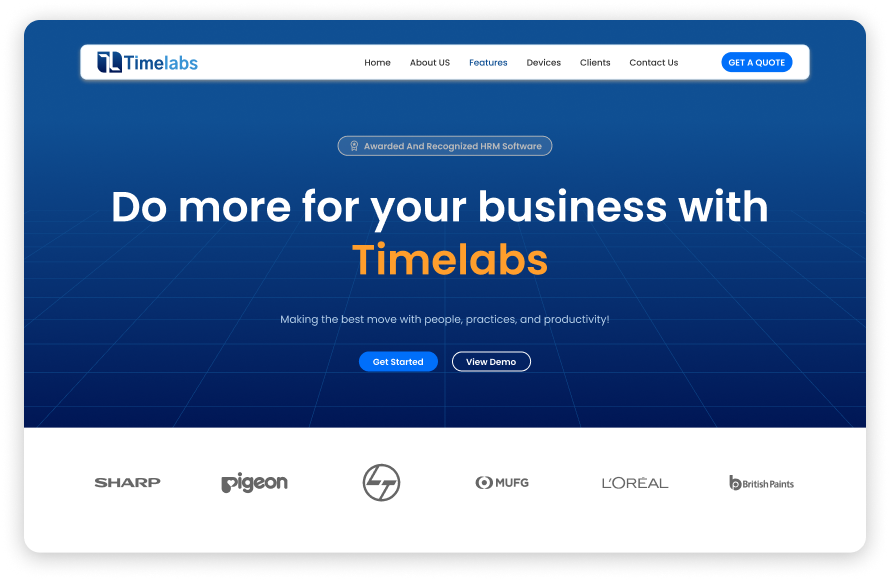 Timelabs
Home About US Features Devices Clients Contact Us GET A QUOTE
Awarded And Recognized HRM Software
Do more for your business with
Timelabs
Making the best move with people, practices, and productivity!
Get Started View Demo
SHARP pigeon LT MUFG L'ORÉAL British Paints